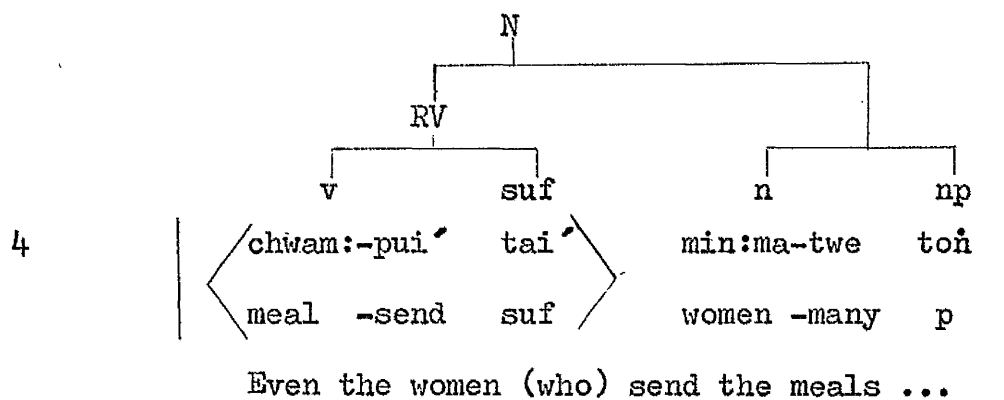 N
RV
v suf n np
4 chwam:-pui´ tai´ min:ma-twe toṅ
meal -send suf women -many p
Even the women (who) send the meals ...